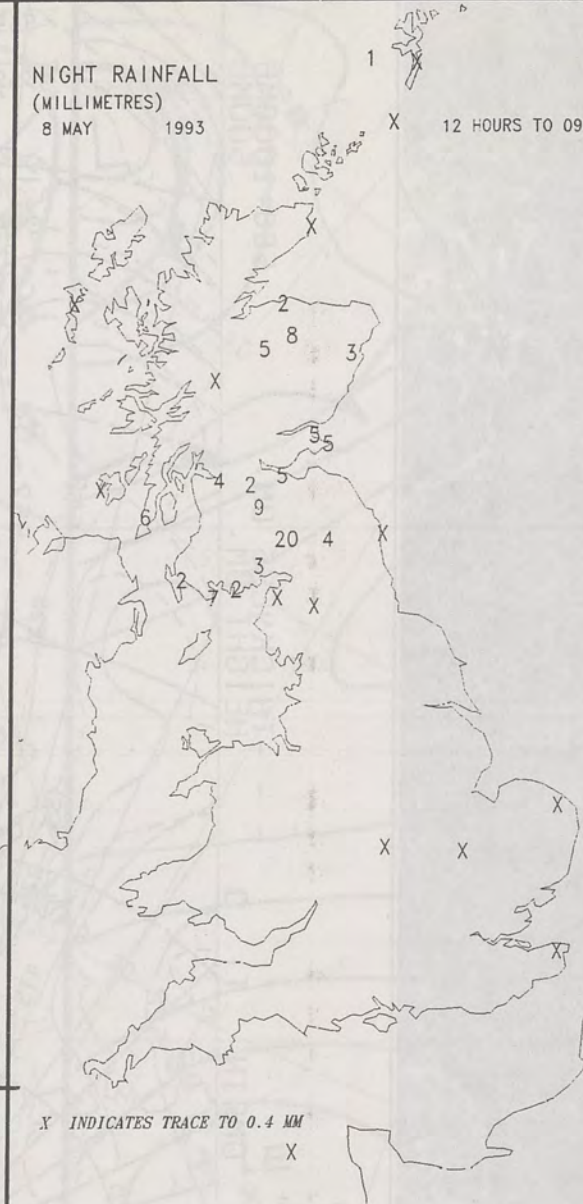 NIGHT RAINFALL
(MILLIMETRES)
8 MAY 1993
12 HOURS TO 09
1
X
X
X
X
2
8
5
3
X
5
5
5
4
2
X
9
6
20
4
X
3
2
7
2
X
X
X
X
X
X
X INDICATES TRACE TO 0.4 MM
X